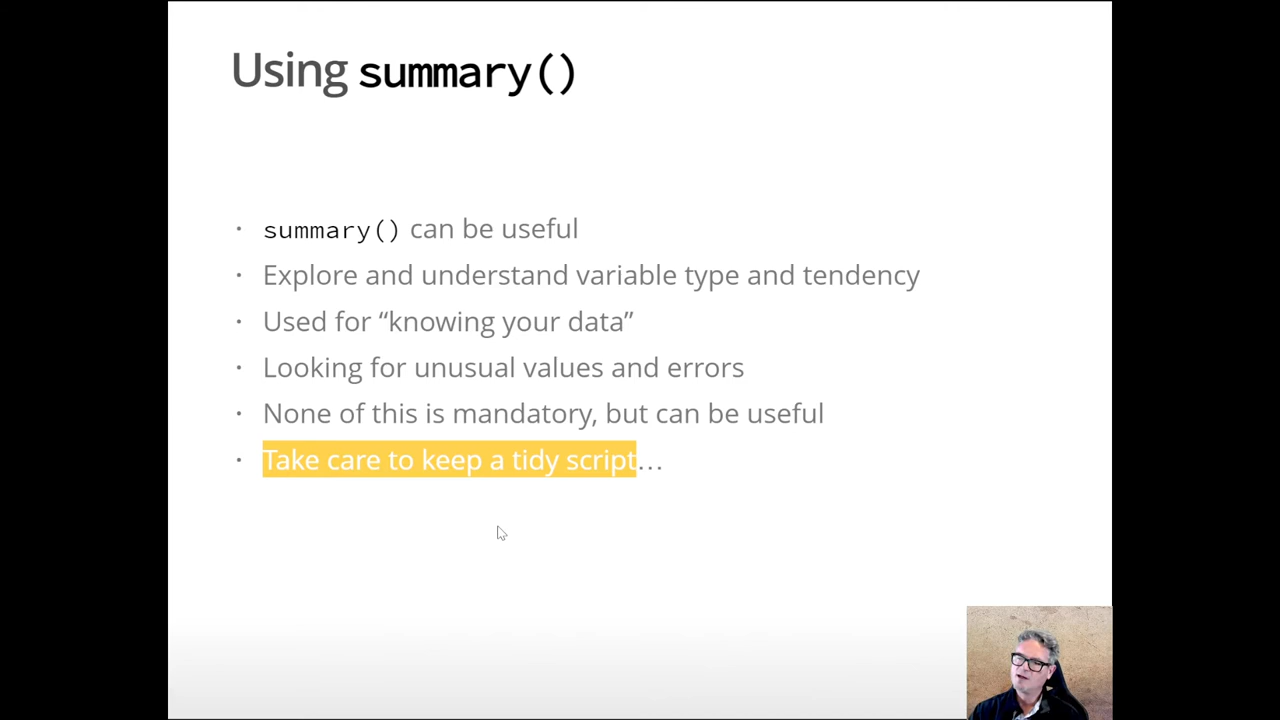 Using summary()
· summary() can be useful
· Explore and understand variable type and tendency
· Used for “knowing your data”
· Looking for unusual values and errors
· None of this is mandatory, but can be useful
· Take care to keep a tidy script…